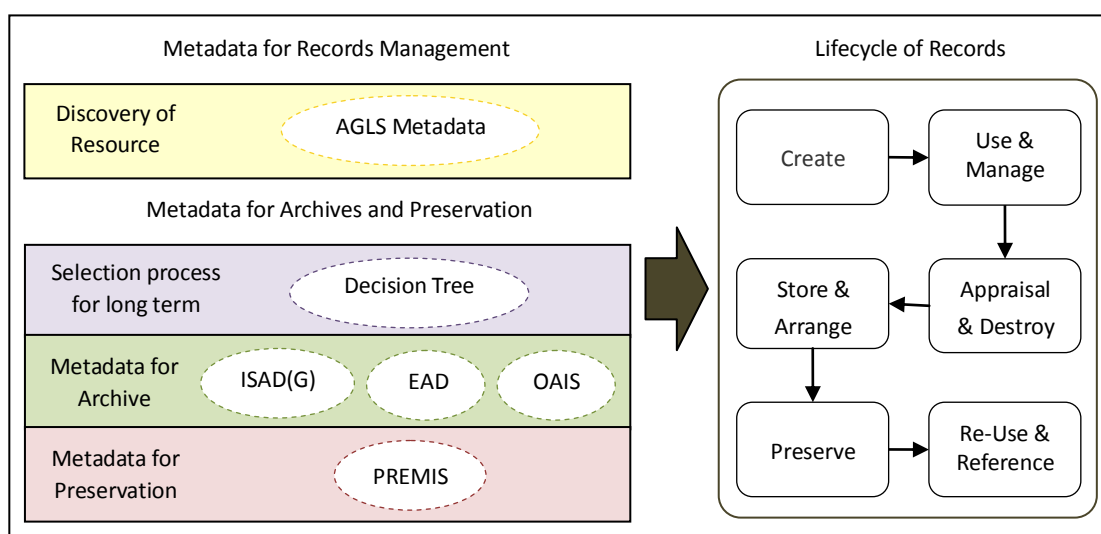 Metadata for Records Management
Discovery of
Resource
AGLS Metadata
Metadata for Archives and Preservation
Selection process
for long term
Decision Tree
Metadata for
Archive
ISAD(G)
EAD
OAIS
Metadata for
Preservation
PREMIS
Lifecycle of Records
Create
Use &
Manage
Store &
Arrange
Appraisal
& Destroy
Preserve
Re-Use &
Reference